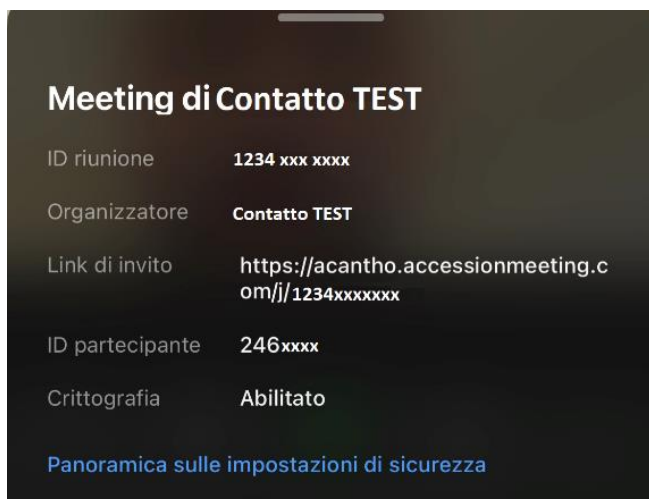 Meeting di Contatto TEST
ID riunione 1234 xxx xxxx
Organizzatore Contatto TEST
Link di invito https://acantho.accessionmeeting.c
om/j/1234xxxxxxx
ID partecipante 246xxxx
Crittografia Abilitato
Panoramica sulle impostazioni di sicurezza